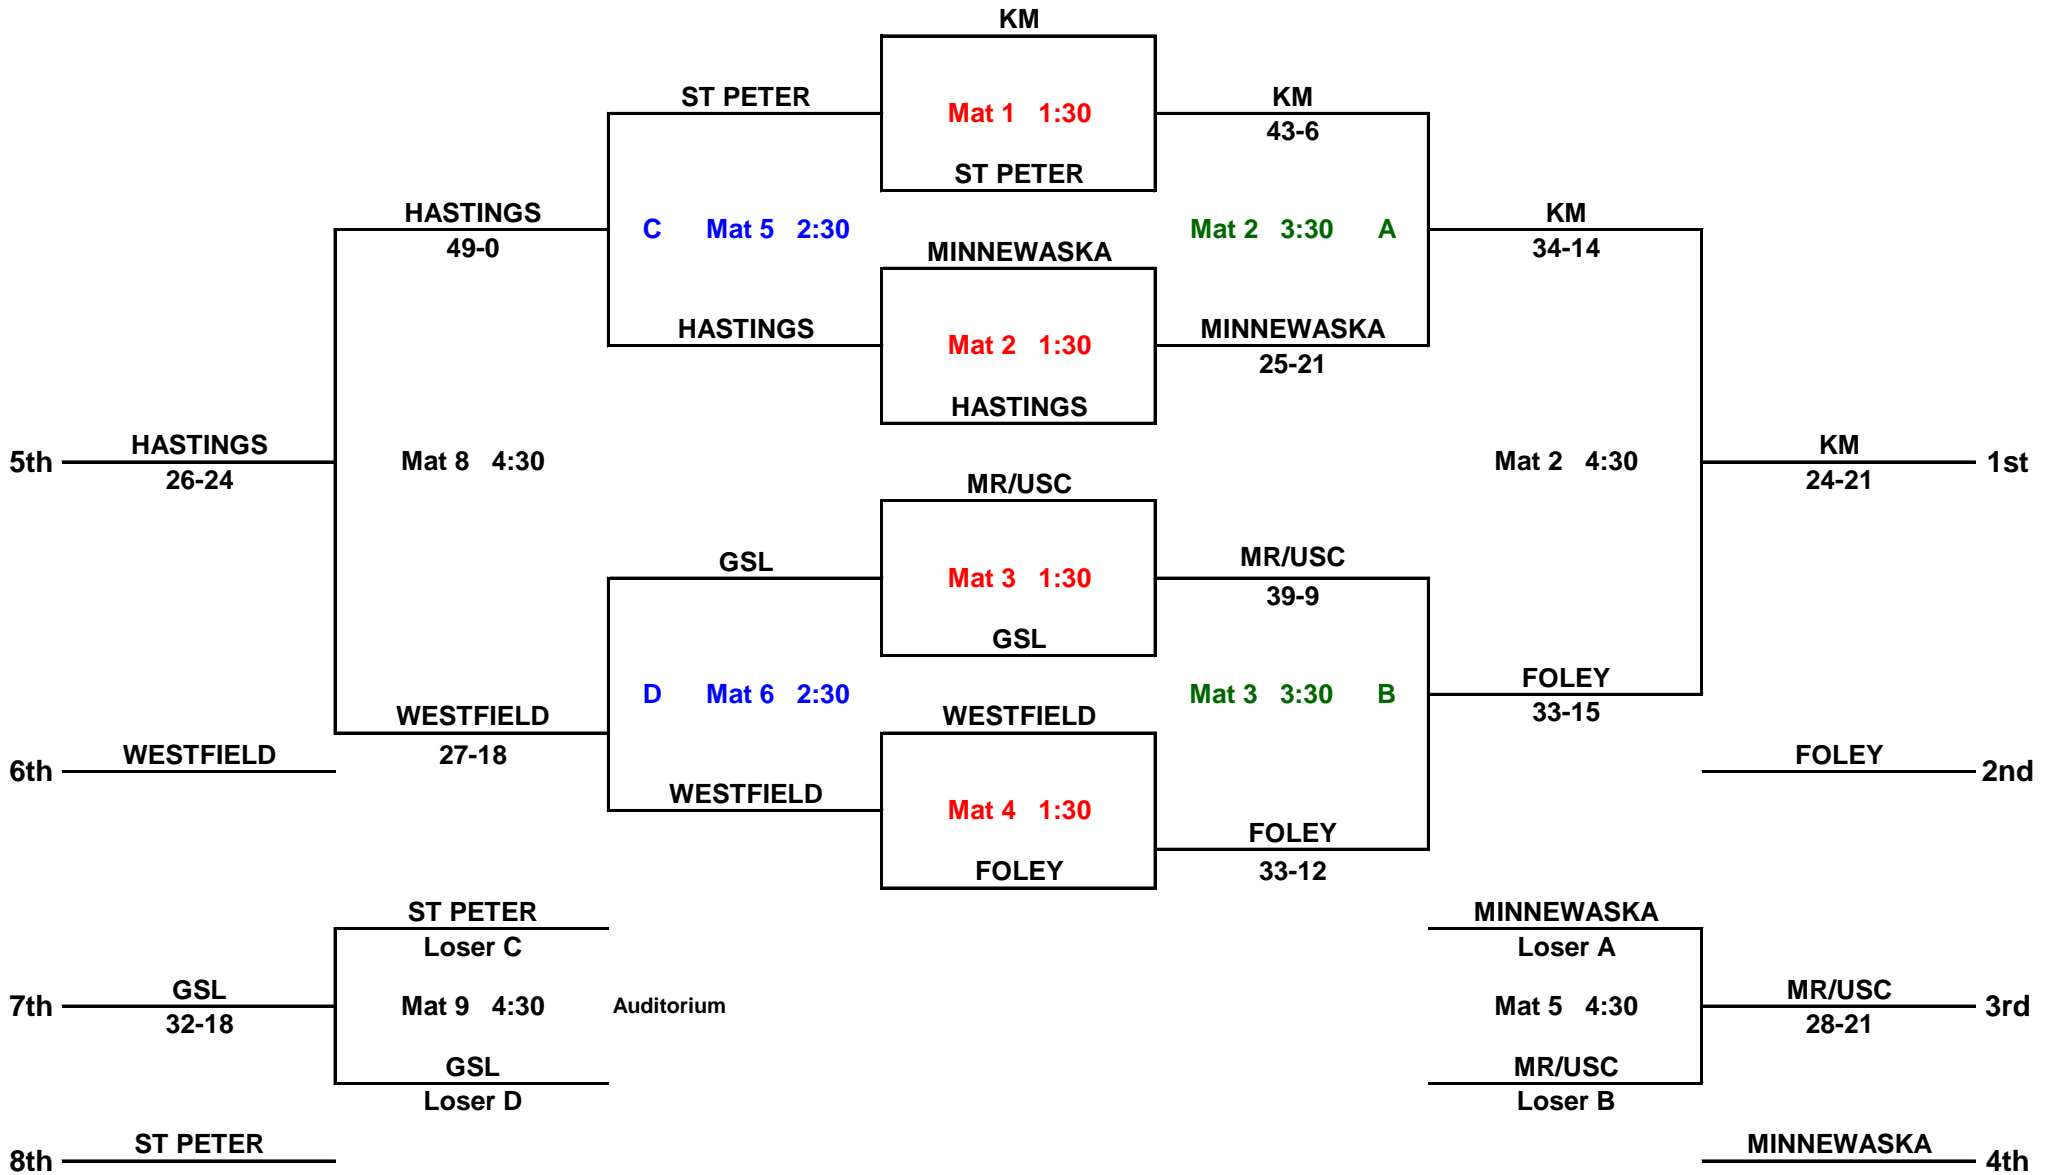 KM
ST PETER
Mat 1 1:30
KM
43-6
ST PETER
HASTINGS
49-0
C Mat 5 2:30
Mat 2 3:30 A
KM
34-14
MINNEWASKA
HASTINGS
Mat 2 1:30
MINNEWASKA
25-21
HASTINGS
5th
HASTINGS
26-24
Mat 8 4:30
Mat 2 4:30
KM
24-21
1st
MR/USC
GSL
Mat 3 1:30
MR/USC
39-9
GSL
D Mat 6 2:30
Mat 3 3:30 B
FOLEY
33-15
WESTFIELD
27-18
WESTFIELD
6th
WESTFIELD
FOLEY
2nd
WESTFIELD
Mat 4 1:30
FOLEY
33-12
FOLEY
ST PETER
Loser C
MINNEWASKA
Loser A
7th
GSL
32-18
Mat 9 4:30
Auditorium
Mat 5 4:30
MR/USC
28-21
3rd
GSL
Loser D
MR/USC
Loser B
8th
ST PETER
MINNEWASKA
4th